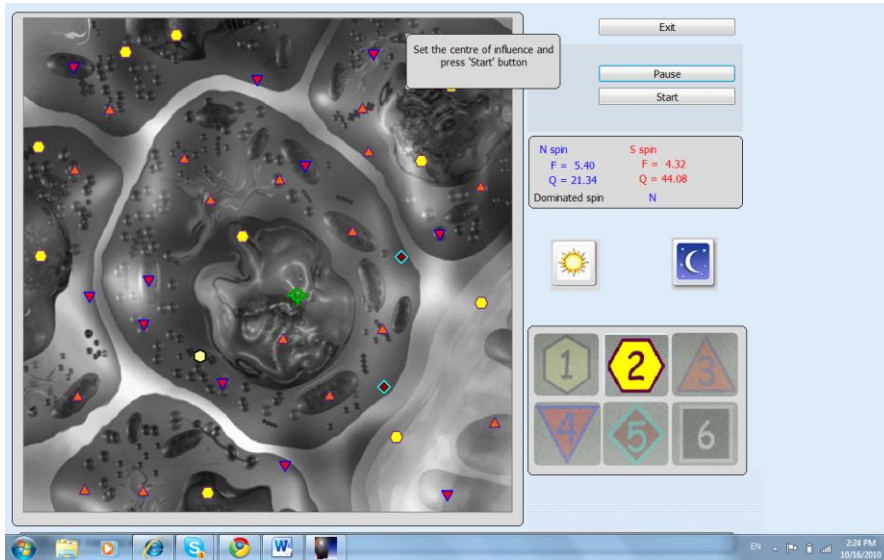 Set the centre of influence and
press 'Start' button
Exit
Pause
Start
N spin S spin
F = 5.40 F = 4.32
Q = 21.34 Q = 44.08
Dominated spin N
1 2 3
4 5 6
EN
2:24 PM
10/16/2010